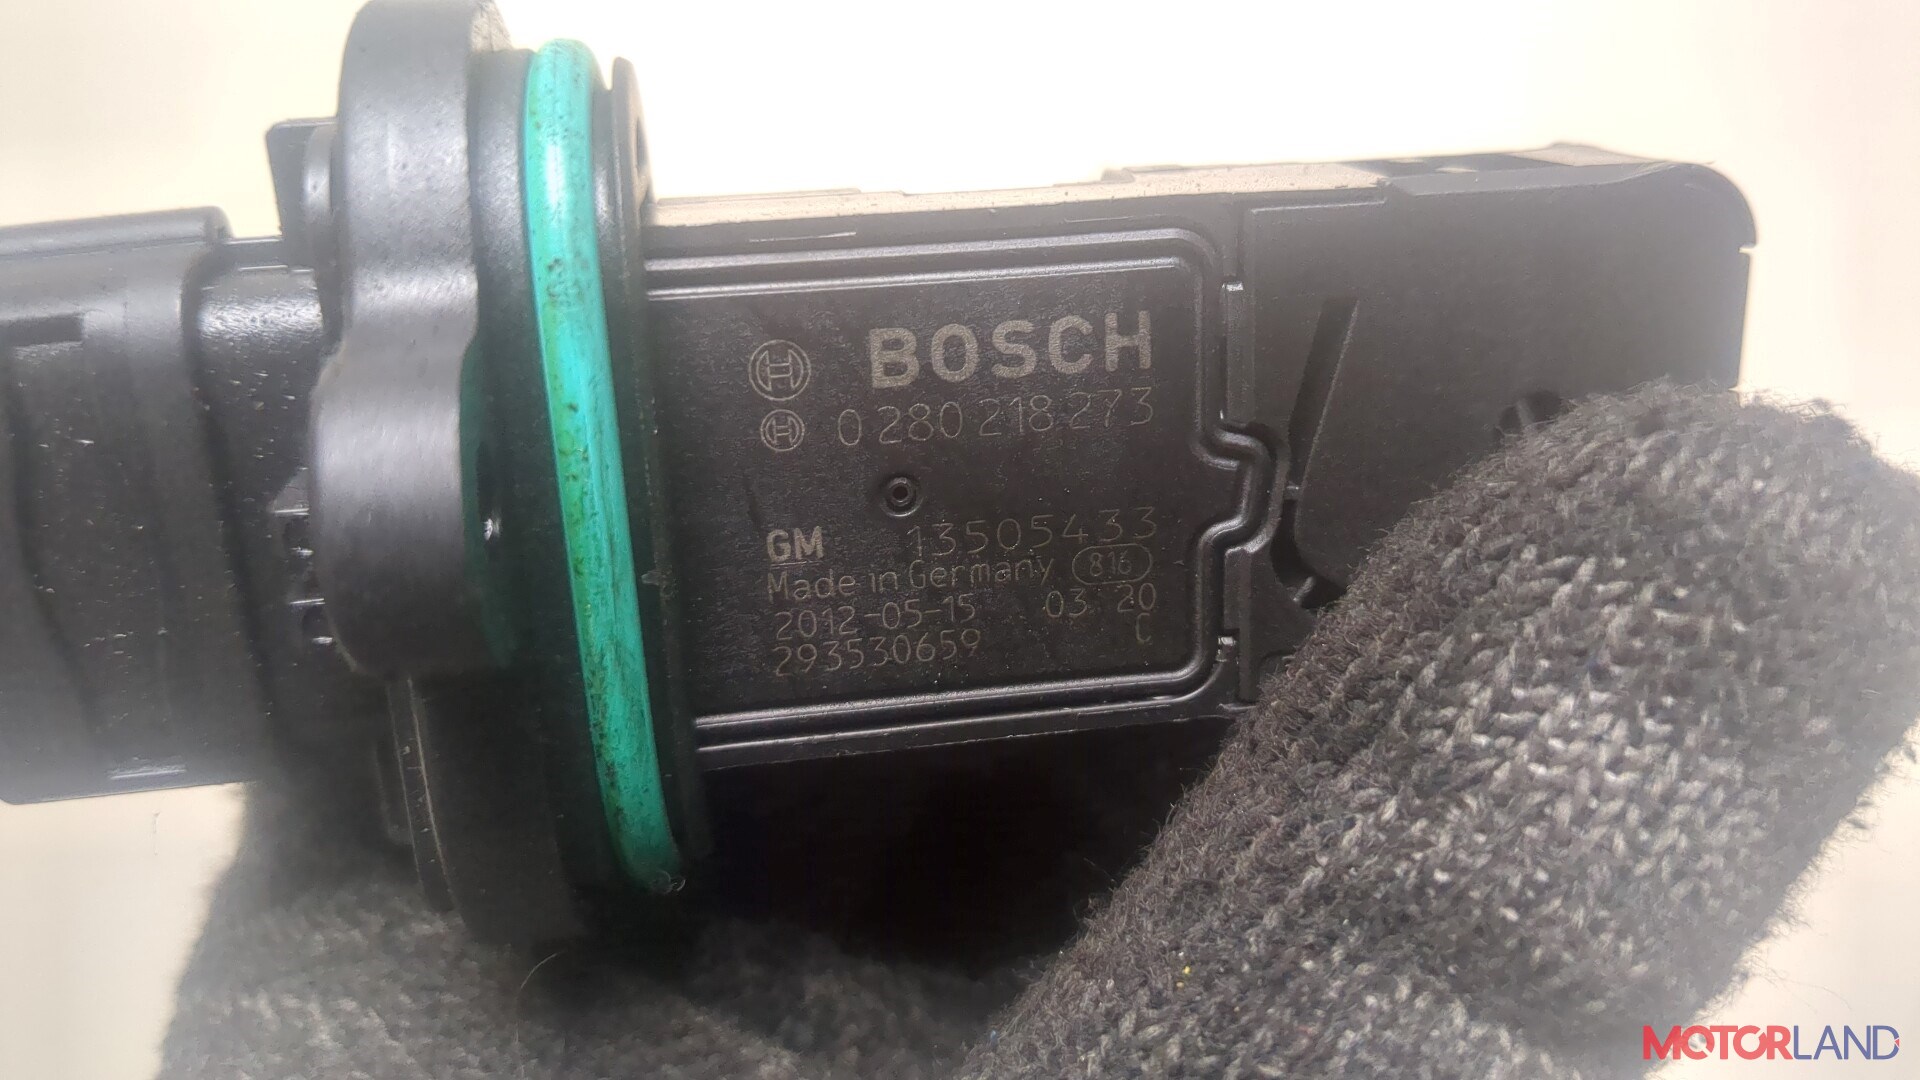 BOSCH
0 280 218 273
GM 13505433
Made in Germany 816
2012-05-15 03 20
293530659 C
MOTORLAND